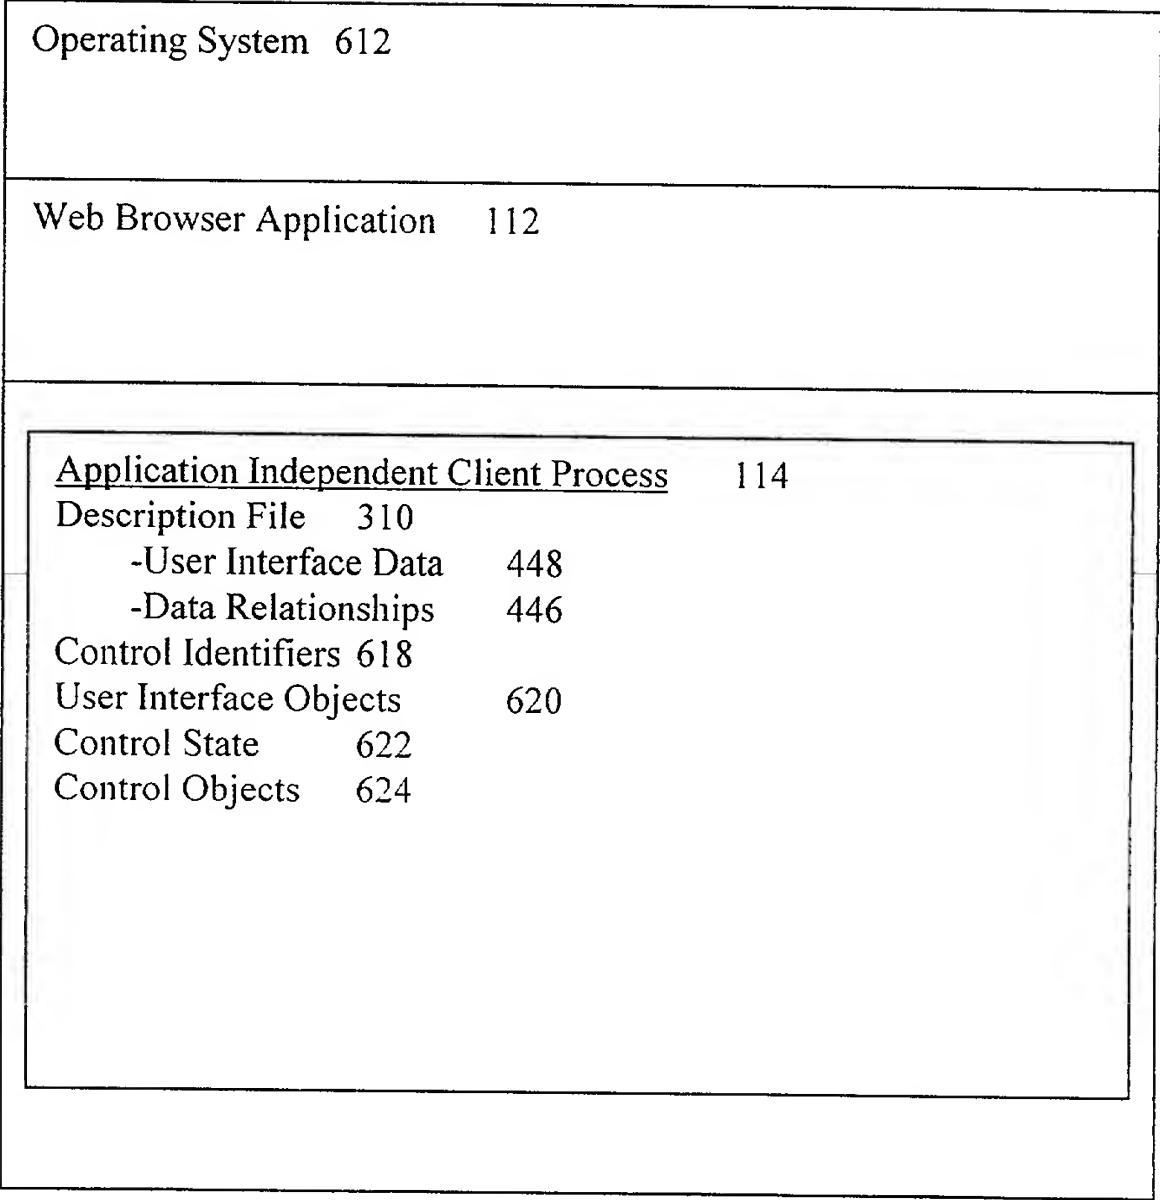 Operating System 612
Web Browser Application 112
Application Independent Client Process 114
Description File 310
-User Interface Data 448
-Data Relationships 446
Control Identifiers 618
User Interface Objects 620
Control State 622
Control Objects 624